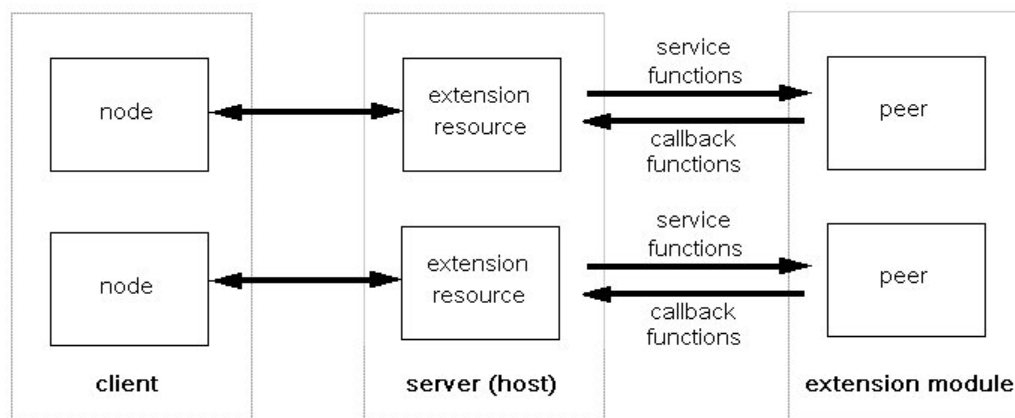 service
functions
node
extension
resource
peer
callback
functions
service
functions
node
extension
resource
peer
callback
functions
client
server (host)
extension module